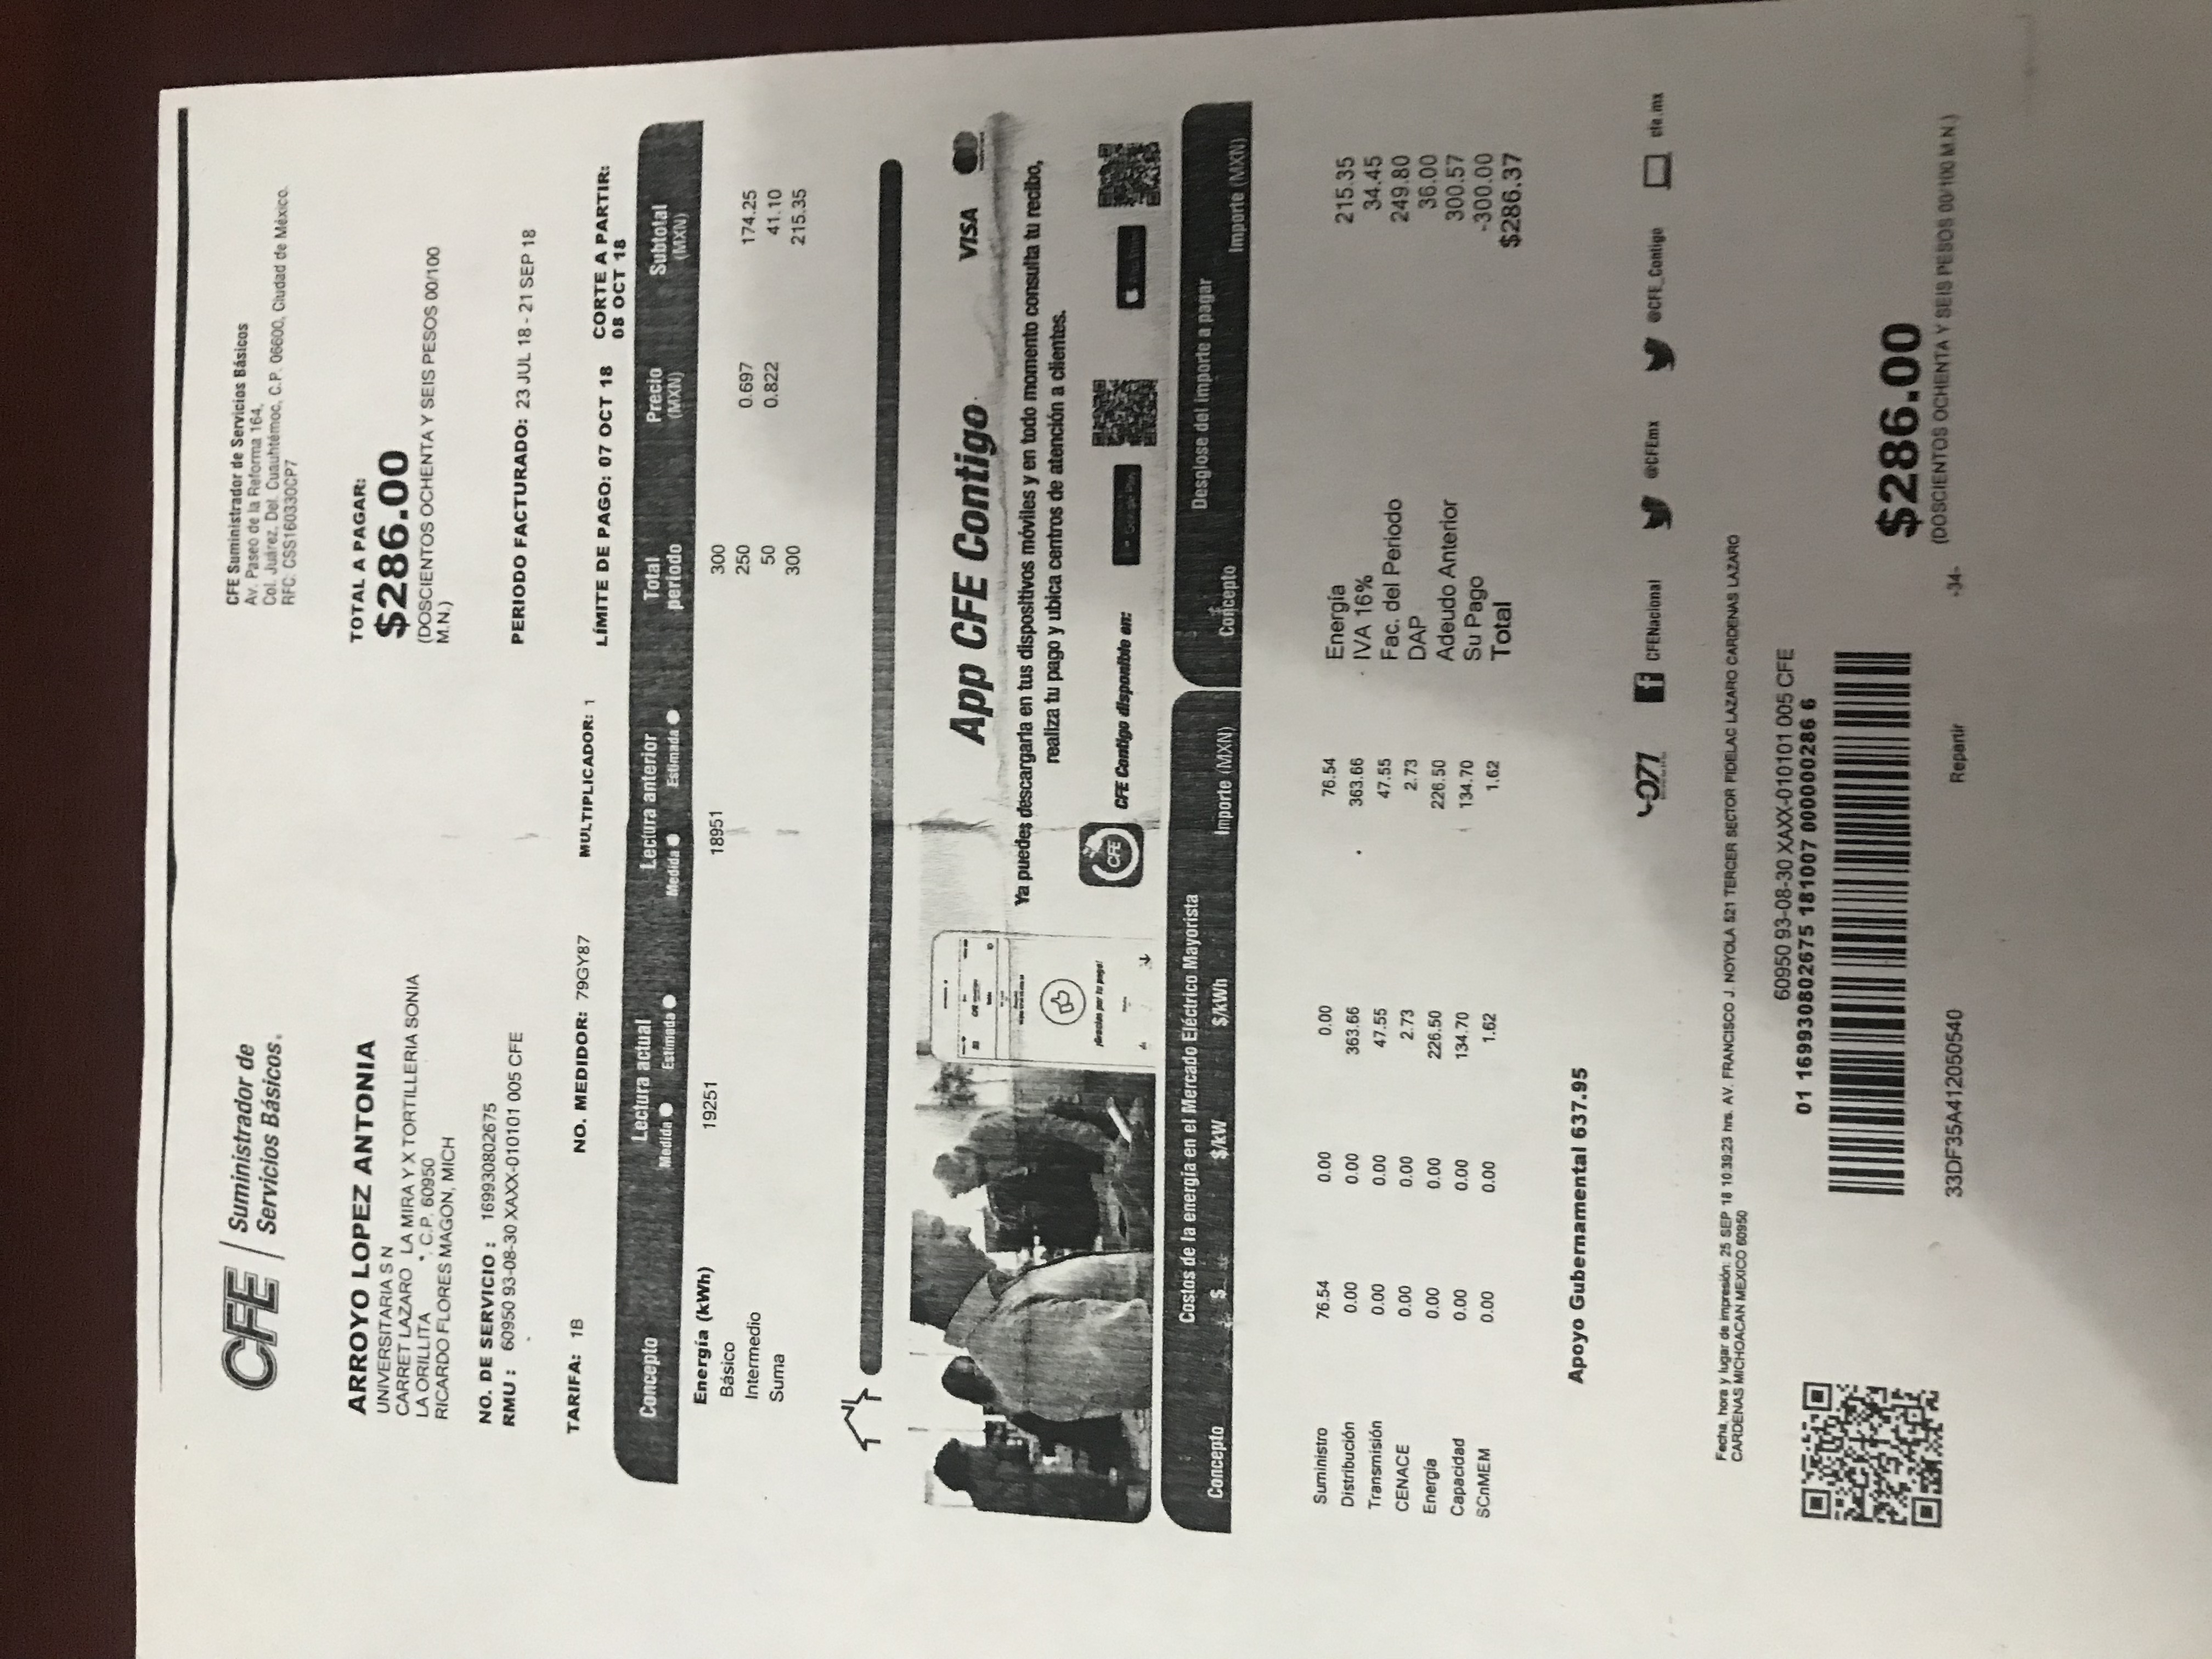 CFE Suministrador de
Servicios Básicos.
CFE Suministrador de Servicios Básicos
Av. Paseo de la Reforma 164,
Col. Juárez, Del. Cuauhtémoc, C.P. 06600, Ciudad de México.
RFC: CSS160330CP7
ARROYO LOPEZ ANTONIA
UNIVERSITARIA S N
CARRET LAZARO LA MIRA Y X TORTILLERIA SONIA
LA ORILLITA *. C.P. 60950
RICARDO FLORES MAGON, MICH
TOTAL A PAGAR:
$286.00
(DOSCIENTOS OCHENTA Y SEIS PESOS 00/100
M.N.)
NO. DE SERVICIO : 169930802675
RMU : 60950 93-08-30 XAXX-010101 005 CFE
PERIODO FACTURADO: 23 JUL 18 - 21 SEP 18
TARIFA: 1B NO. MEDIDOR: 79GY87 MULTIPLICADOR: 1
LÍMITE DE PAGO: 07 OCT 18 CORTE A PARTIR:
08 OCT 18
Concepto Lectura actual Lectura anterior Total Precio Subtotal
Medida Estimada Medida Estimada periodo (MXN) (MXN)
Energía (kWh) 19251 18951 300
Básico 250 0.697 174.25
Intermedio 50 0.822 41.10
Suma 300 215.35
App CFE Contigo
VISA
Ya puedes descargarla en tus dispositivos móviles y en todo momento consulta tu recibo,
realiza tu pago y ubica centros de atención a clientes.
¡Gracias por tu pago!
CFE
CFE Contigo disponible en:
Google Play
Costos de la energía en el Mercado Eléctrico Mayorista
Concepto $ $/kW $/kWh Importe (MXN)
Suministro 76.54 0.00 0.00 76.54
Distribución 0.00 0.00 363.66 363.66
Transmisión 0.00 0.00 47.55 47.55
CENACE 0.00 0.00 2.73 2.73
Energía 0.00 0.00 226.50 226.50
Capacidad 0.00 0.00 134.70 134.70
SCnMEM 0.00 0.00 1.62 1.62
Desglose del importe a pagar
Concepto Importe (MXN)
Energía 215.35
IVA 16% 34.45
Fac. del Periodo 249.80
DAP 36.00
Adeudo Anterior 300.57
Su Pago -300.00
Total $286.37
Apoyo Gubernamental 637.95
071 CFENacional @CFEmx @CFE_Contigo cfe.mx
Fecha, hora y lugar de impresión: 25 SEP 18 10:39:23 hrs. AV. FRANCISCO J. NOYOLA 521 TERCER SECTOR FIDELAC LAZARO CARDENAS LAZARO
CARDENAS MICHOACAN MEXICO 60950
60950 93-08-30 XAXX-010101 005 CFE
01 169930802675 181007 000000286 6
$286.00
(DOSCIENTOS OCHENTA Y SEIS PESOS 00/100 M.N.)
33DF35A412050540 Repartir -34-